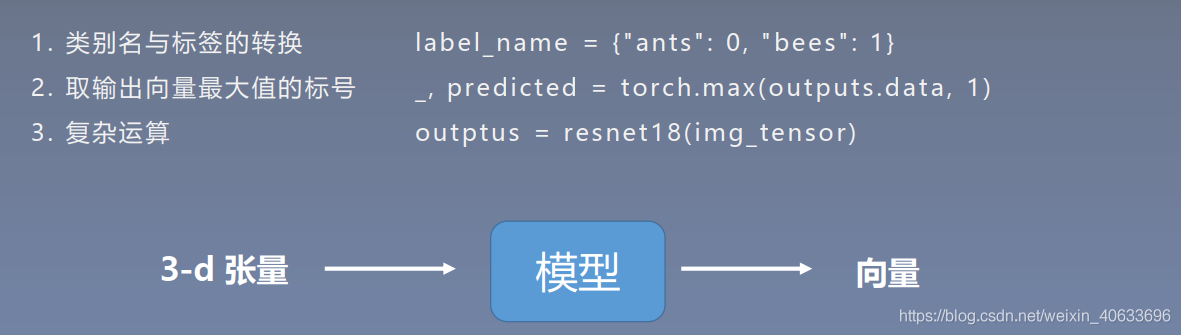 1. 类别名与标签的转换 label_name = {"ants": 0, "bees": 1}
2. 取输出向量最大值的标号 _, predicted = torch.max(outputs.data, 1)
3. 复杂运算 outptus = resnet18(img_tensor)
3-d 张量 模型 向量
https://blog.csdn.net/weixin_40633696